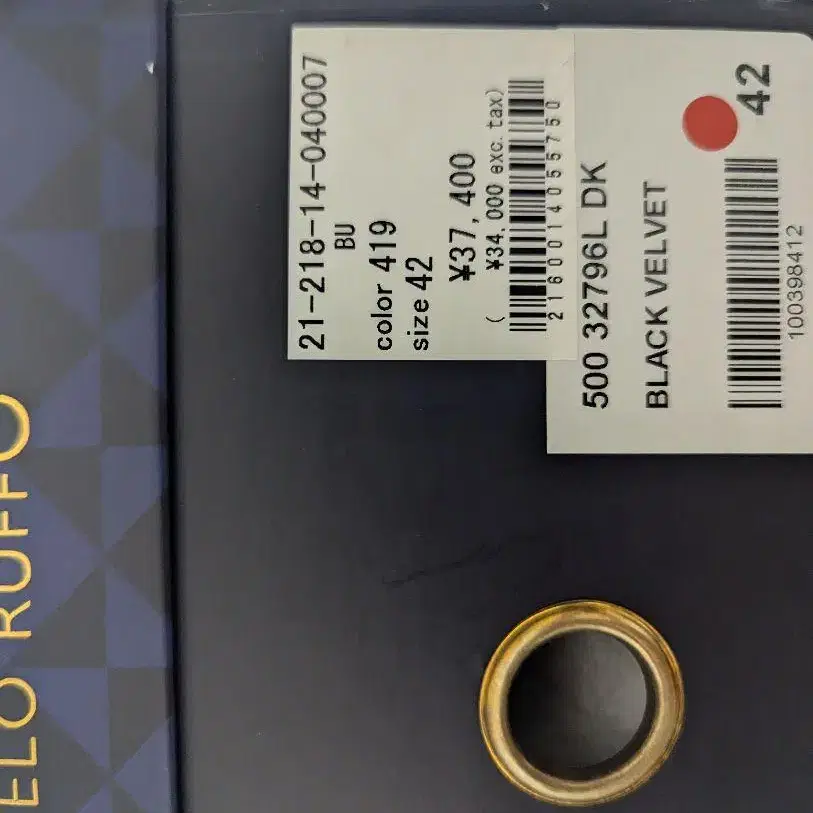 ELO RUFFO
21-218-14-040007
BU
color 419
size 42
¥37,400
( ¥34,000 exc. tax)
2160014055750
42
500 32796L DK
BLACK VELVET
100398412